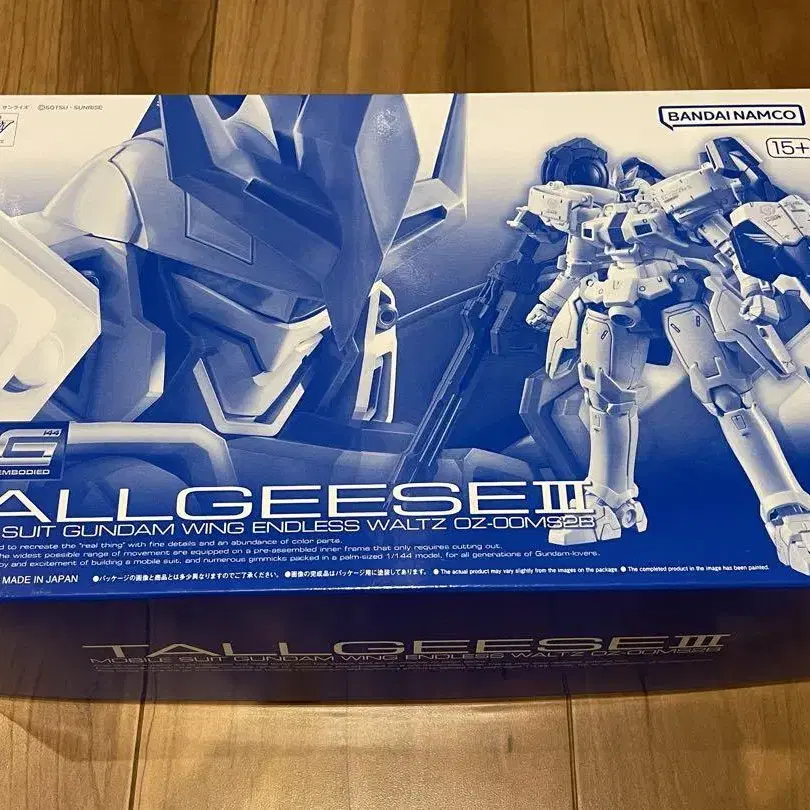 サンライズ ©SOTSU・SUNRISE
BANDAI NAMCO
15+
G
144
EMBODIED
ALLGEESE III
SUIT GUNDAM WING ENDLESS WALTZ OZ-00MS2B
d to recreate the "real thing" with fine details and an abundance of color parts.
he widest possible range of movement are equipped on a pre-assembled inner frame that only requires cutting out.
oy and excitement of building a mobile suit, and numerous gimmicks packed in a palm-sized 1/144 model, for all generations of Gundam-lovers.
MADE IN JAPAN ●パッケージの画像と商品とは多少異なりますのでご了承ください。 ●画像の完成品はパッケージ用に塗装してあります。 ● The actual product may vary slightly from the images on the package. ● The completed product in the image has been painted.
TALLGEESE III
MOBILE SUIT GUNDAM WING ENDLESS WALTZ OZ-00MS2B